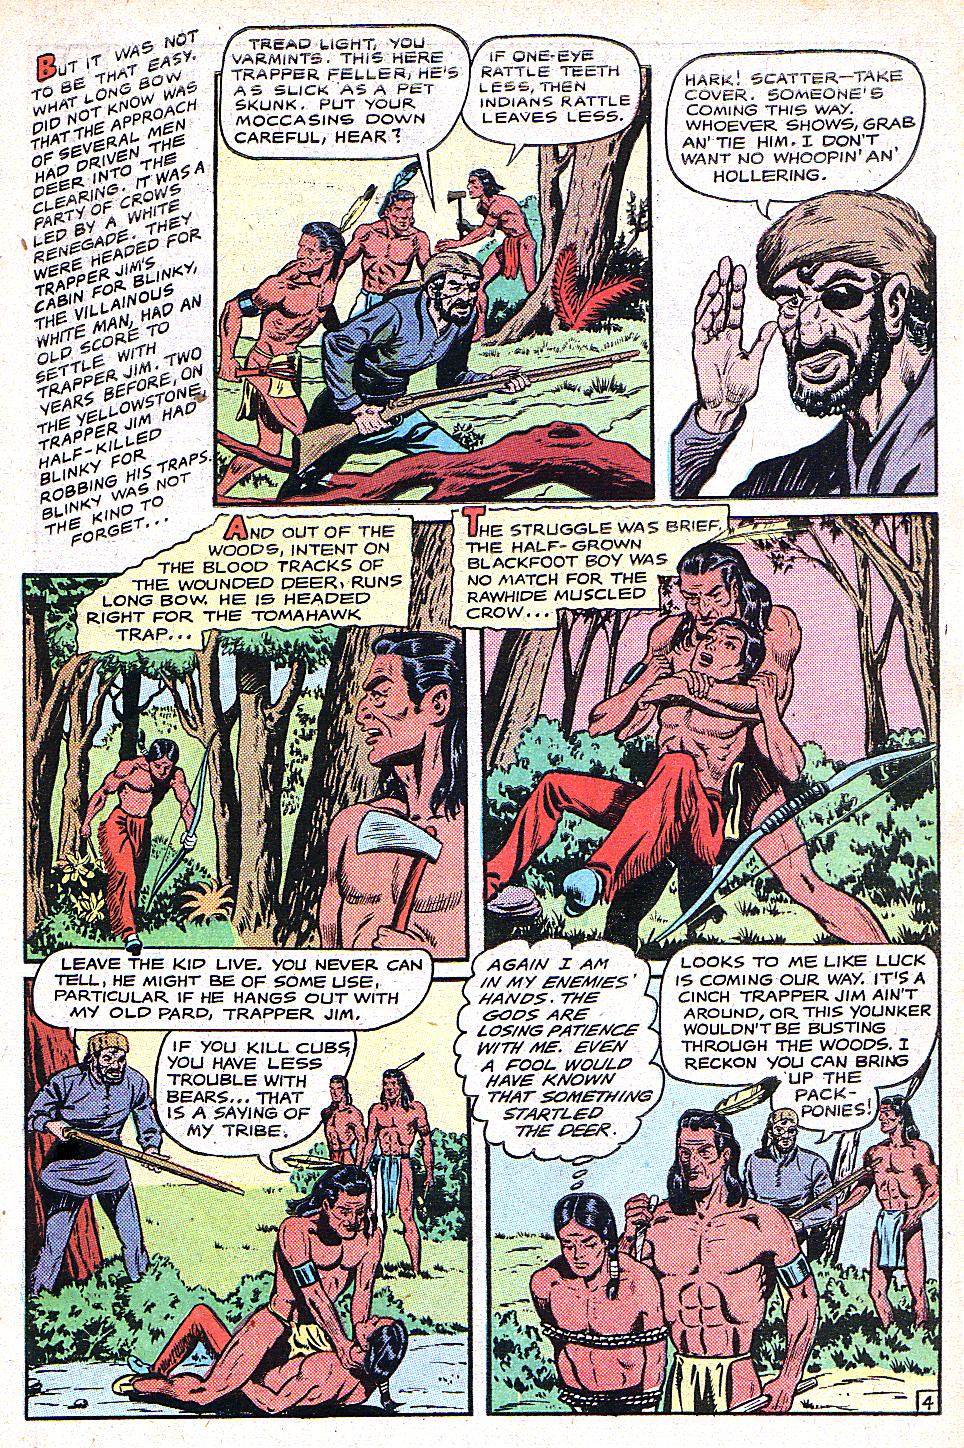 BUT IT WAS NOT
TO BE THAT EASY.
WHAT LONG BOW
DID NOT KNOW WAS
THAT THE APPROACH
OF SEVERAL MEN
HAD DRIVEN THE
DEER INTO THE
CLEARING. IT WAS A
PARTY OF CROWS
LED BY A WHITE
RENEGADE. THEY
WERE HEADED FOR
TRAPPER JIM'S
CABIN FOR BLINKY,
THE VILLAINOUS
WHITE MAN, HAD AN
OLD SCORE TO
SETTLE WITH
TRAPPER JIM. TWO
YEARS BEFORE, ON
THE YELLOWSTONE,
TRAPPER JIM HAD
HALF-KILLED
BLINKY FOR
ROBBING HIS TRAPS.
BLINKY WAS NOT
THE KIND TO
FORGET...
TREAD LIGHT, YOU
VARMINTS. THIS HERE
TRAPPER FELLER, HE'S
AS SLICK AS A PET
SKUNK. PUT YOUR
MOCCASINS DOWN
CAREFUL, HEAR?
IF ONE-EYE
RATTLE TEETH
LESS, THEN
INDIANS RATTLE
LEAVES LESS.
HARK! SCATTER—TAKE
COVER. SOMEONE'S
COMING THIS WAY.
WHOEVER SHOWS, GRAB
AN' TIE HIM. I DON'T
WANT NO WHOOPIN' AN'
HOLLERING.
AND OUT OF THE
WOODS, INTENT ON
THE BLOOD TRACKS OF
THE WOUNDED DEER, RUNS
LONG BOW. HE IS HEADED
RIGHT FOR THE TOMAHAWK
TRAP...
THE STRUGGLE WAS BRIEF.
THE HALF-GROWN
BLACKFOOT BOY WAS
NO MATCH FOR THE
RAWHIDE MUSCLED
CROW...
LEAVE THE KID LIVE. YOU NEVER CAN
TELL, HE MIGHT BE OF SOME USE,
PARTICULAR IF HE HANGS OUT WITH
MY OLD PARD, TRAPPER JIM.
IF YOU KILL CUBS,
YOU HAVE LESS
TROUBLE WITH
BEARS... THAT
IS A SAYING OF
MY TRIBE.
AGAIN I AM
IN MY ENEMIES'
HANDS. THE
GODS ARE
LOSING PATIENCE
WITH ME. EVEN
A FOOL WOULD
HAVE KNOWN
THAT SOMETHING
STARTLED
THE DEER.
LOOKS TO ME LIKE LUCK
IS COMING OUR WAY. IT'S A
CINCH TRAPPER JIM AIN'T
AROUND, OR THIS YOUNKER
WOULDN'T BE BUSTING
THROUGH THE WOODS. I
RECKON YOU CAN BRING
UP THE
PACK-
PONIES!
4